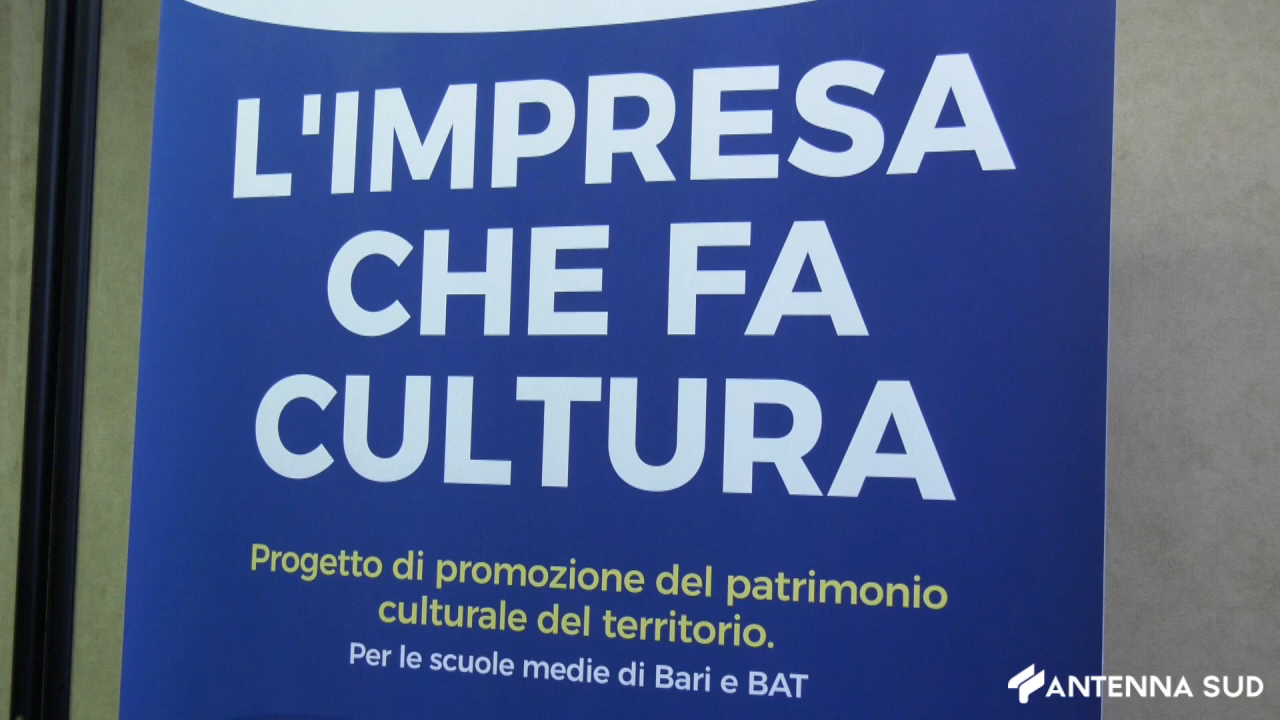 L'IMPRESA
CHE FA
CULTURA
Progetto di promozione del patrimonio
culturale del territorio.
Per le scuole medie di Bari e BAT
ANTENNA SUD